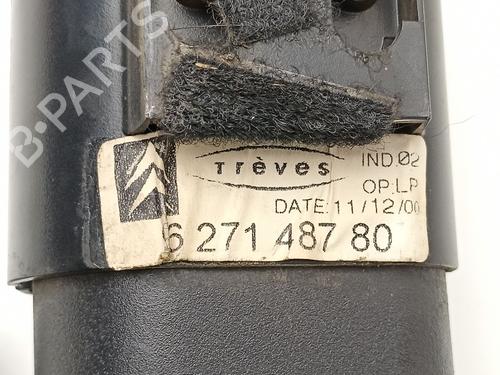 B-PARTS
Trèves
IND.02
OP:LP
DATE: 11/12/00
6 271 487 80